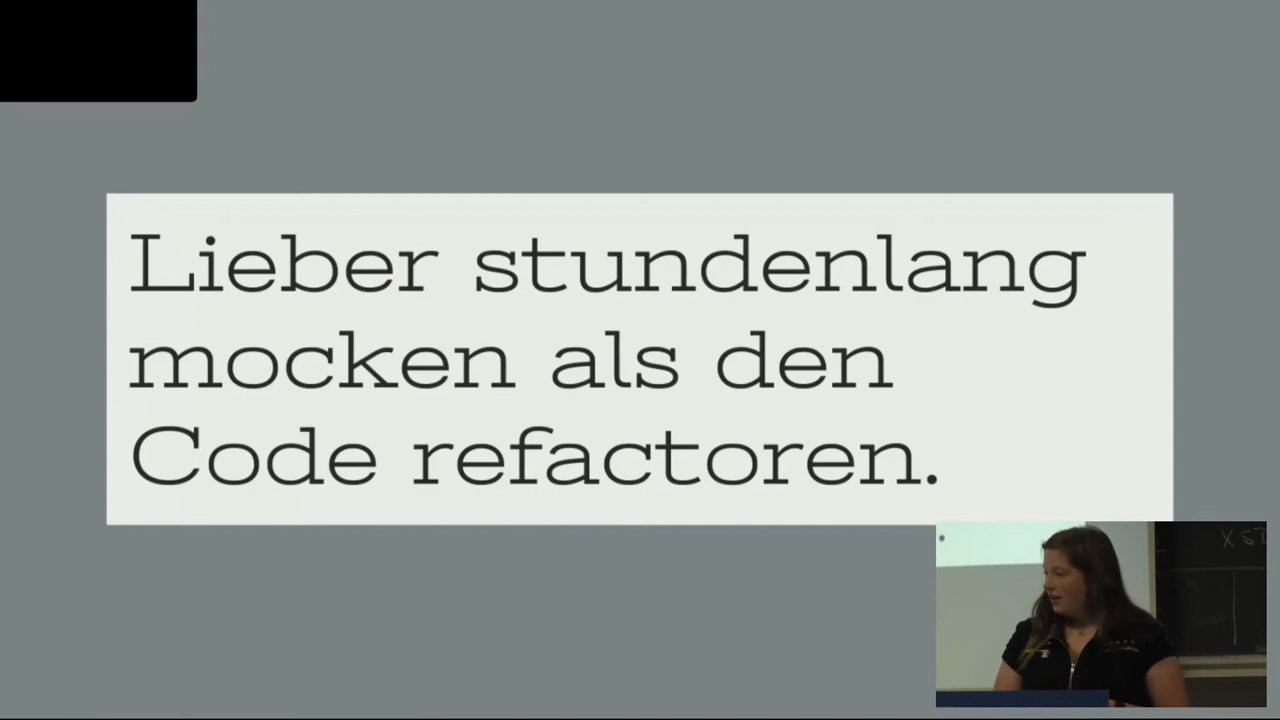 Lieber stundenlang
mocken als den
Code refactoren.